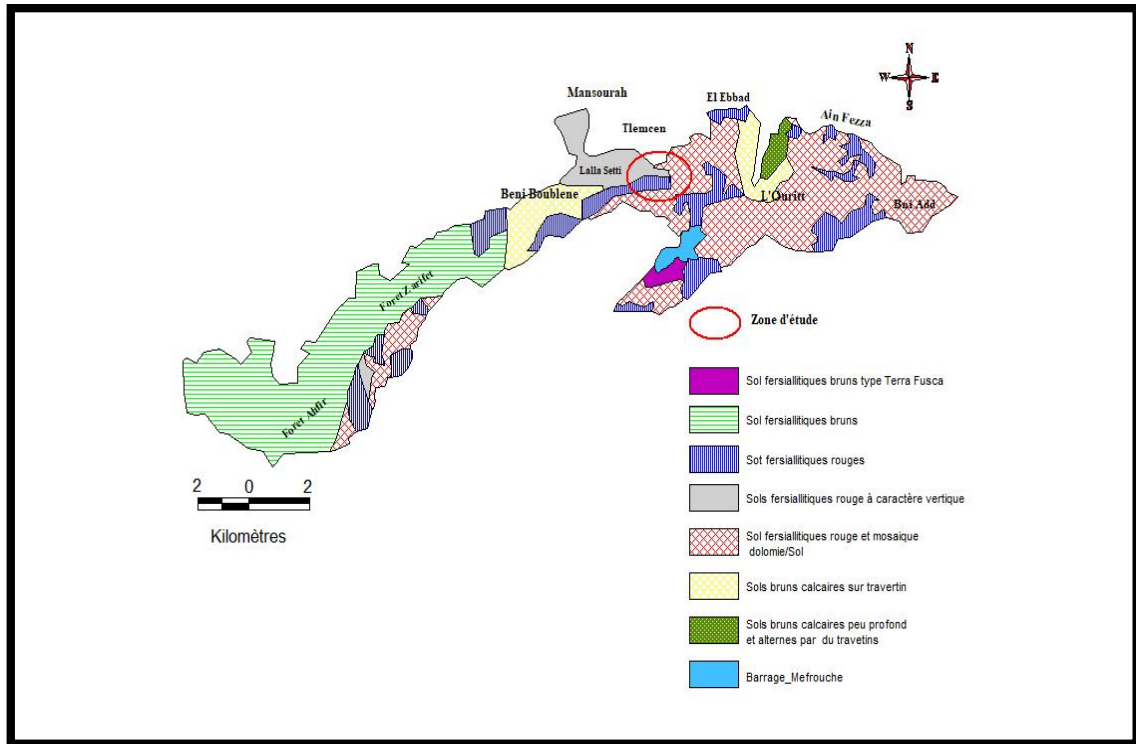 N
W E
S
Mansourah
El Ebbad
Ain Fezza
Tlemcen
Lalla Setti
Beni Boublene
L'Ouritt
Bni Add
Foret Zarifet
Foret Ahfir
Zone d'étude
Sol fersiallitiques bruns type Terra Fusca
Sol fersiallitiques bruns
Sot fersiallitiques rouges
Sols fersiallitiques rouge à caractère vertique
Sol fersiallitiques rouge et mosaique
dolomie/Sol
Sols bruns calcaires sur travertin
Sols bruns calcaires peu profond
et alternes par du travetins
Barrage_Mefrouche
2 0 2
Kilomètres